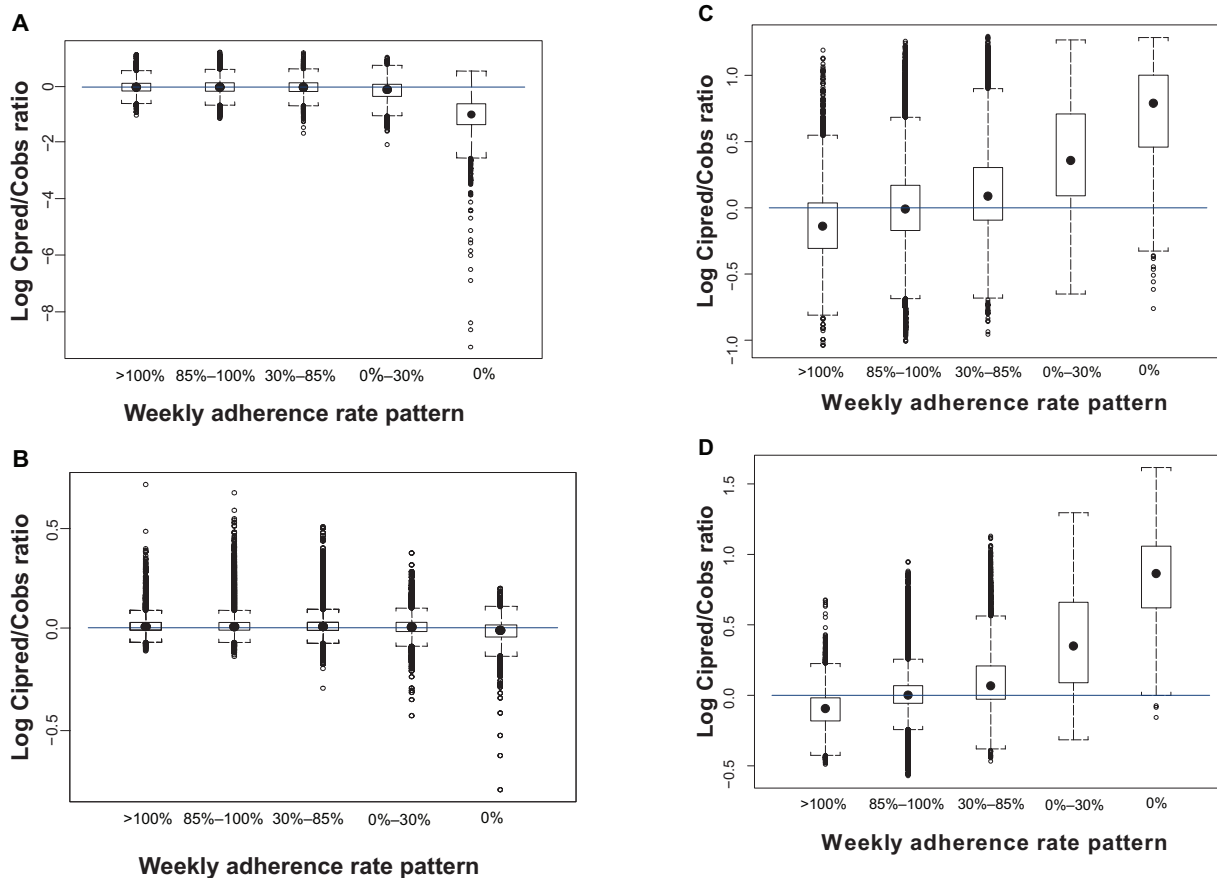 A
Log Cpred/Cobs ratio
0
−2
−4
−6
−8
>100% 85%–100% 30%–85% 0%–30% 0%
Weekly adherence rate pattern
B
Log Cipred/Cobs ratio
0.5
0.0
−0.5
>100% 85%–100% 30%–85% 0%–30% 0%
Weekly adherence rate pattern
C
Log Cipred/Cobs ratio
1.0
0.5
0.0
−0.5
−1.0
>100% 85%–100% 30%–85% 0%–30% 0%
Weekly adherence rate pattern
D
Log Cipred/Cobs ratio
1.5
1.0
0.5
0.0
−0.5
>100% 85%–100% 30%–85% 0%–30% 0%
Weekly adherence rate pattern